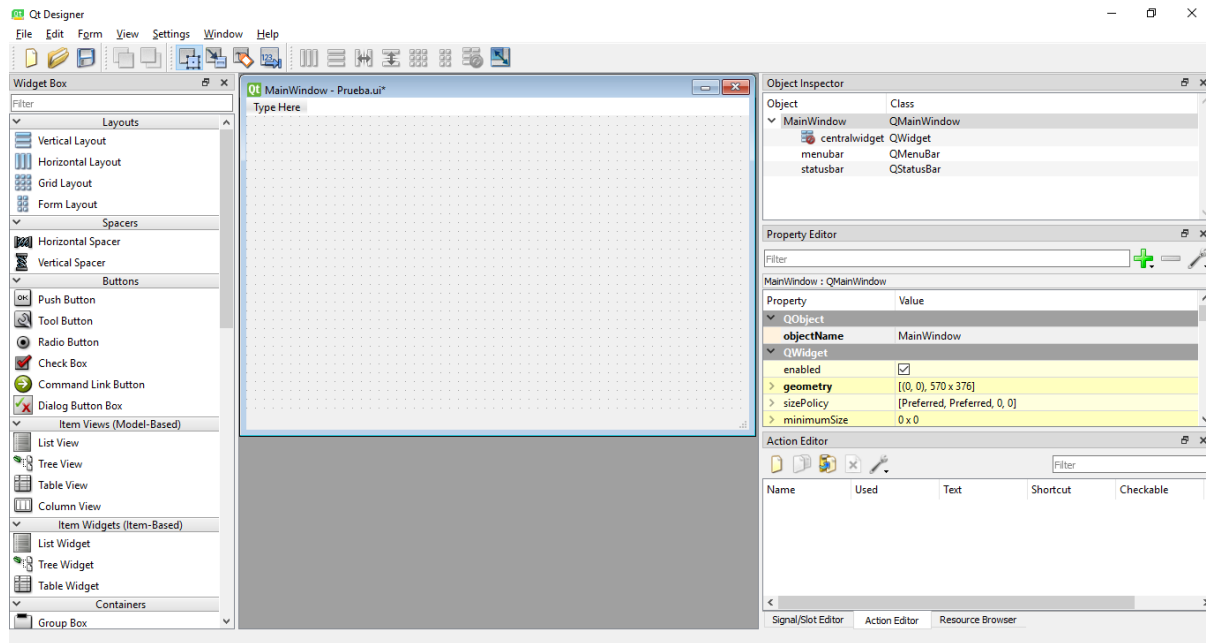 Qt Designer
File Edit Form View Settings Window Help
Widget Box
Filter
Layouts
Vertical Layout
Horizontal Layout
Grid Layout
Form Layout
Spacers
Horizontal Spacer
Vertical Spacer
Buttons
OK Push Button
Tool Button
Radio Button
Check Box
Command Link Button
Dialog Button Box
Item Views (Model-Based)
List View
Tree View
Table View
Column View
Item Widgets (Item-Based)
List Widget
Tree Widget
Table Widget
Containers
Group Box
Qt MainWindow - Prueba.ui*
Type Here
Object Inspector
Object Class
MainWindow QMainWindow
centralwidget QWidget
menubar QMenuBar
statusbar QStatusBar
Property Editor
Filter
MainWindow : QMainWindow
Property Value
QObject
objectName MainWindow
QWidget
enabled
geometry [(0, 0), 570 x 376]
sizePolicy [Preferred, Preferred, 0, 0]
minimumSize 0 x 0
Action Editor
Filter
Name Used Text Shortcut Checkable
Signal/Slot Editor Action Editor Resource Browser